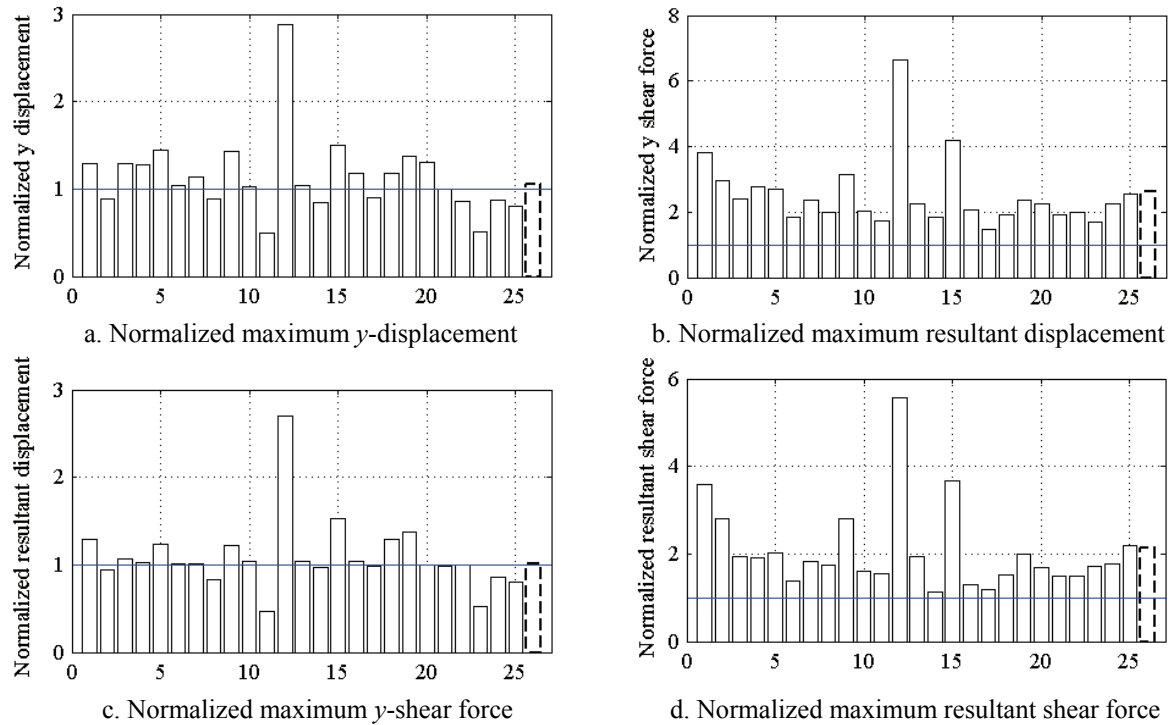 Normalized y displacement
3
2
1
0
0 5 10 15 20 25
a. Normalized maximum y-displacement
Normalized y shear force
8
6
4
2
0
0 5 10 15 20 25
b. Normalized maximum resultant displacement
Normalized resultant displacement
3
2
1
0
0 5 10 15 20 25
c. Normalized maximum y-shear force
Normalized resultant shear force
6
4
2
0
0 5 10 15 20 25
d. Normalized maximum resultant shear force